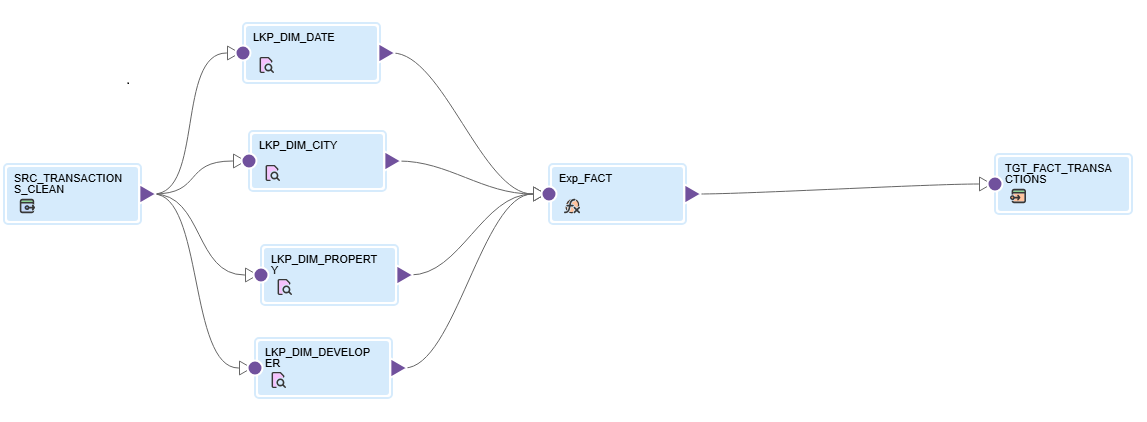 LKP_DIM_DATE
LKP_DIM_CITY
SRC_TRANSACTION
S_CLEAN
Exp_FACT
TGT_FACT_TRANSA
CTIONS
LKP_DIM_PROPERT
Y
LKP_DIM_DEVELOP
ER